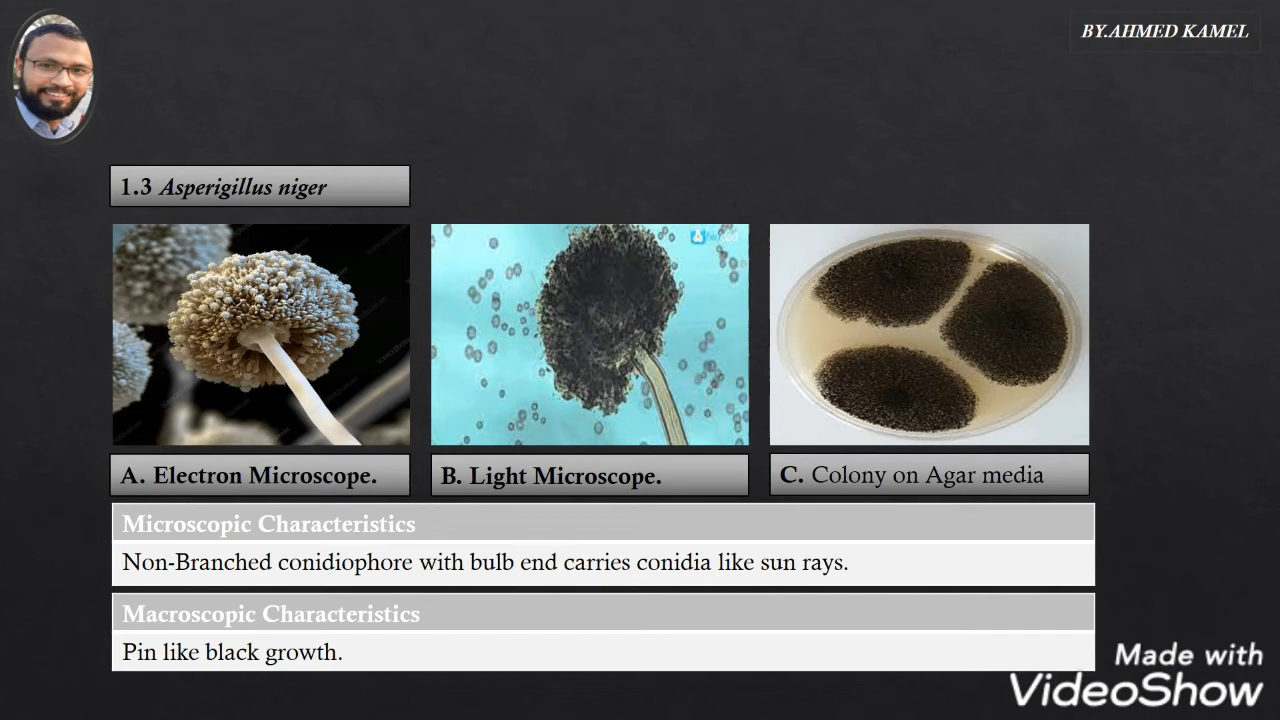 BY.AHMED KAMEL
1.3 Asperigillus niger
A. Electron Microscope.
B. Light Microscope.
C. Colony on Agar media
Microscopic Characteristics
Non-Branched conidiophore with bulb end carries conidia like sun rays.
Macroscopic Characteristics
Pin like black growth.
Made with
VideoShow